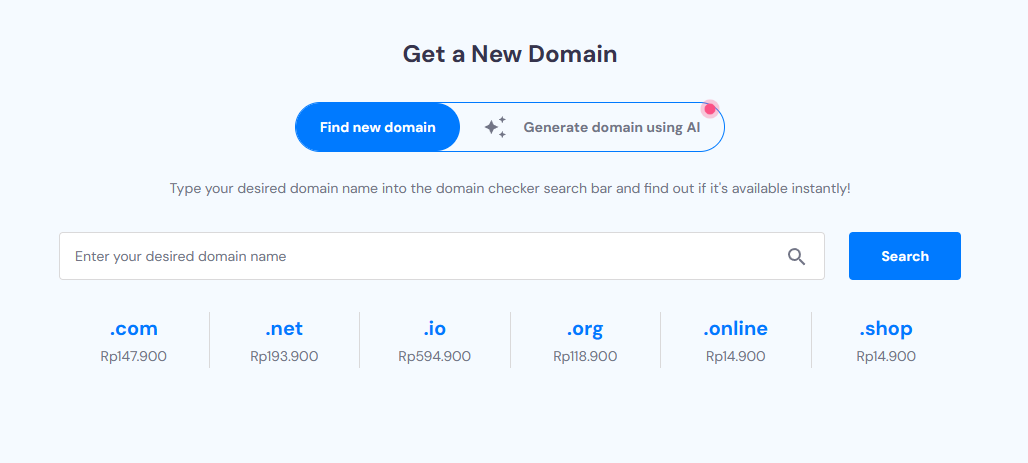 Get a New Domain
Find new domain
Generate domain using AI
Type your desired domain name into the domain checker search bar and find out if it's available instantly!
Enter your desired domain name
Search
.com
Rp147.900
.net
Rp193.900
.io
Rp594.900
.org
Rp118.900
.online
Rp14.900
.shop
Rp14.900